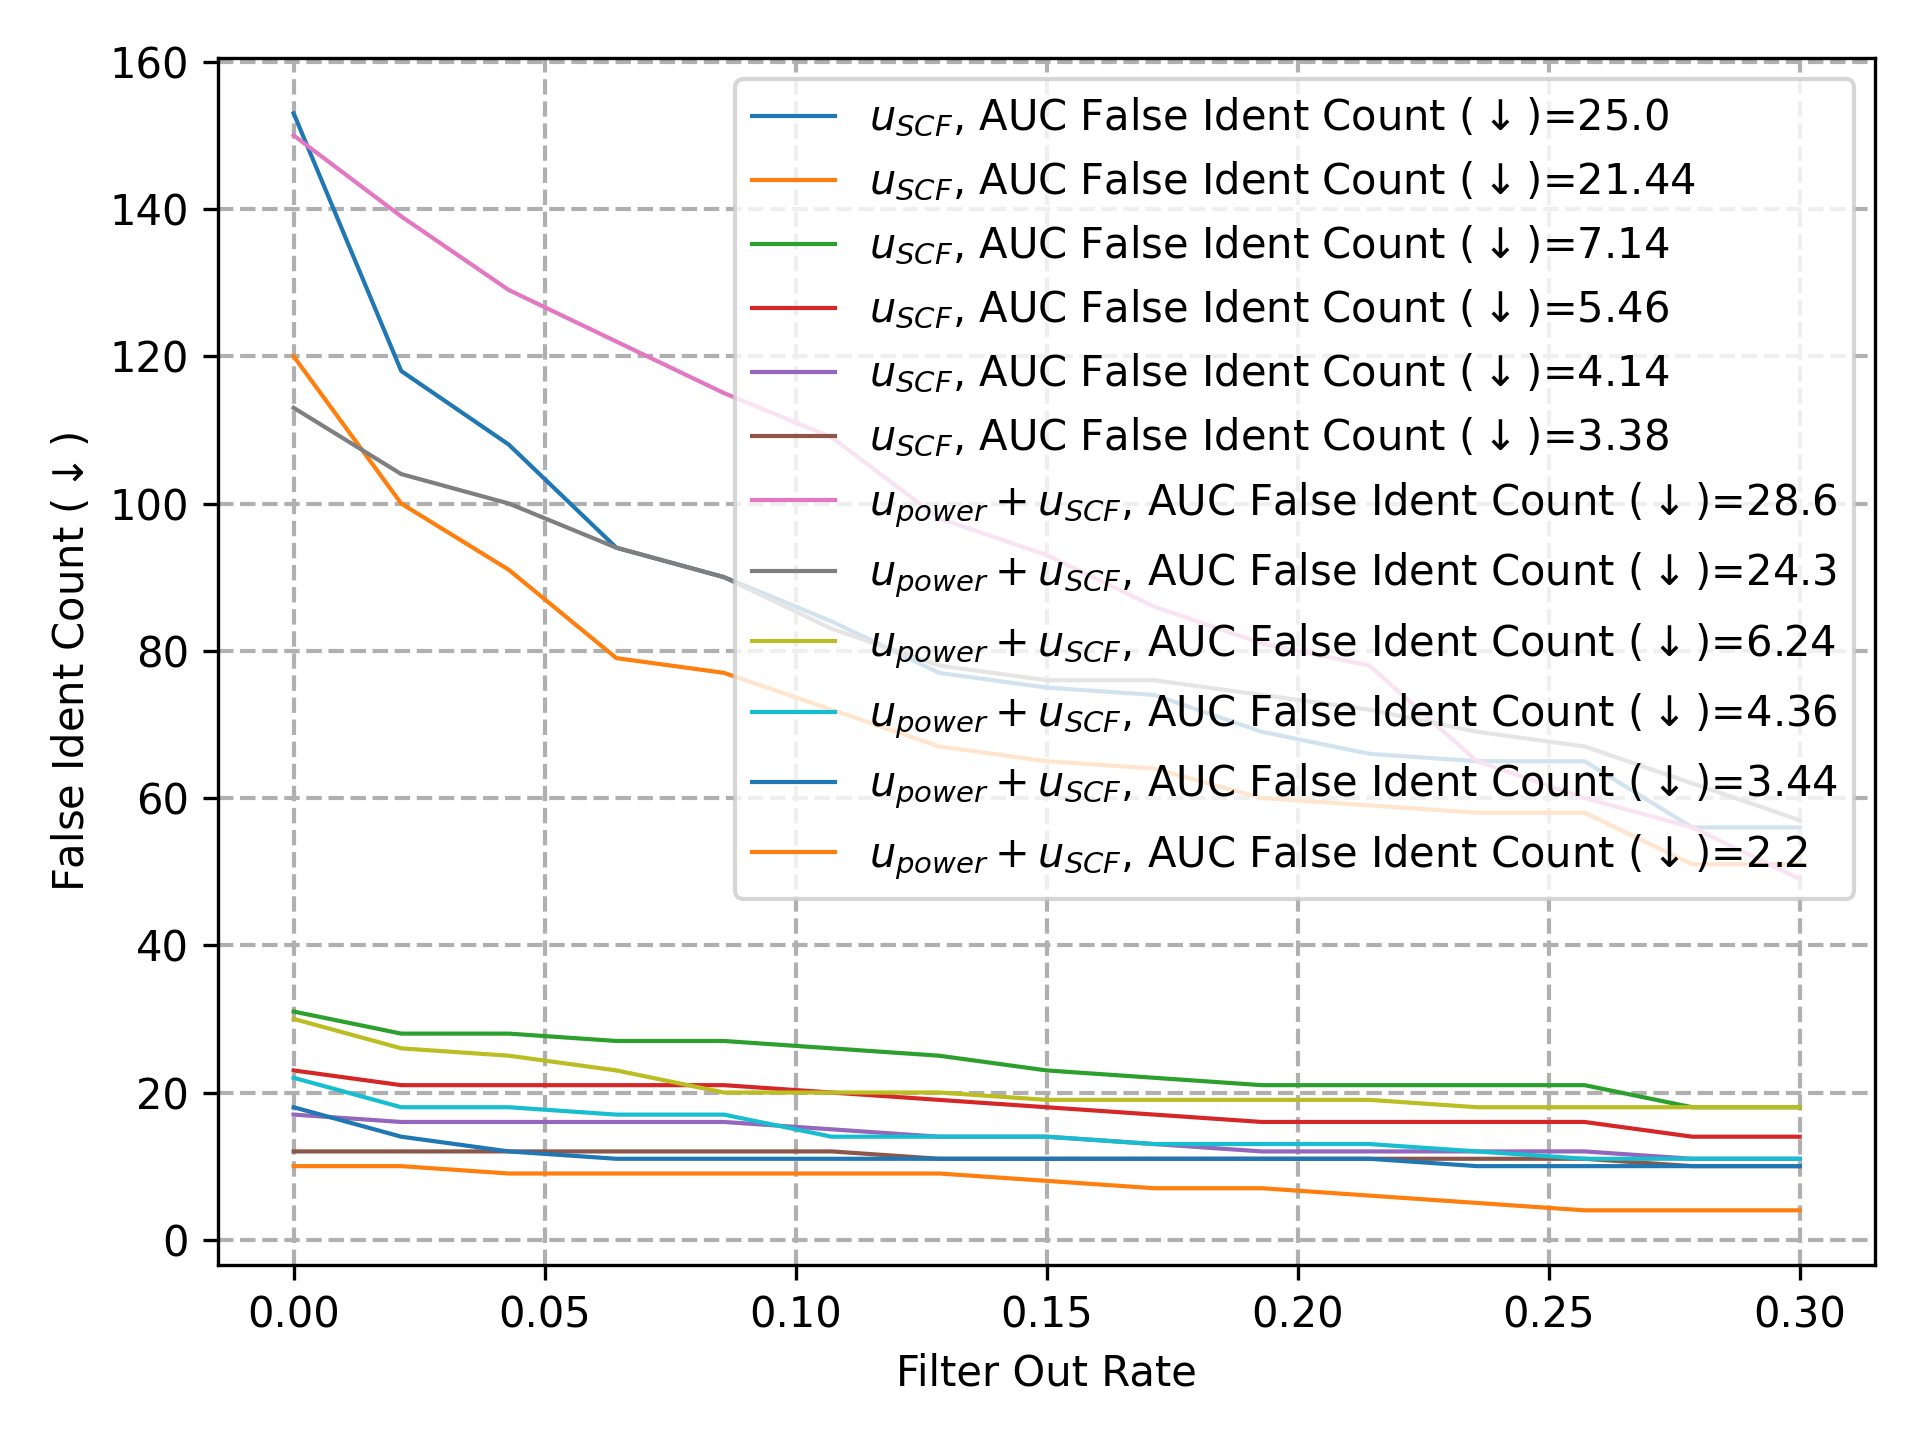 160
140
120
100
80
60
40
20
0
False Ident Count (↓)
u_SCF, AUC False Ident Count (↓)=25.0
u_SCF, AUC False Ident Count (↓)=21.44
u_SCF, AUC False Ident Count (↓)=7.14
u_SCF, AUC False Ident Count (↓)=5.46
u_SCF, AUC False Ident Count (↓)=4.14
u_SCF, AUC False Ident Count (↓)=3.38
u_power + u_SCF, AUC False Ident Count (↓)=28.6
u_power + u_SCF, AUC False Ident Count (↓)=24.3
u_power + u_SCF, AUC False Ident Count (↓)=6.24
u_power + u_SCF, AUC False Ident Count (↓)=4.36
u_power + u_SCF, AUC False Ident Count (↓)=3.44
u_power + u_SCF, AUC False Ident Count (↓)=2.2
0.00 0.05 0.10 0.15 0.20 0.25 0.30
Filter Out Rate